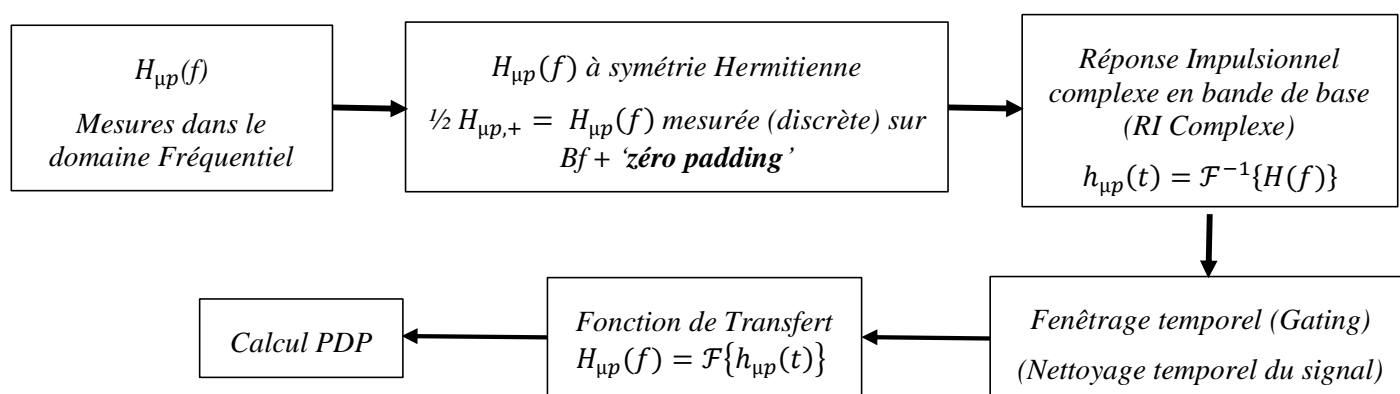 H_μp(f)
Mesures dans le
domaine Fréquentiel
H_μp(f) à symétrie Hermitienne
½ H_μp,+ = H_μp(f) mesurée (discrète) sur
Bf + ‘zéro padding’
Réponse Impulsionnel
complexe en bande de base
(RI Complexe)
h_μp(t) = ℱ⁻¹{H(f)}
Fenêtrage temporel (Gating)
(Nettoyage temporel du signal)
Fonction de Transfert
H_μp(f) = ℱ{h_μp(t)}
Calcul PDP